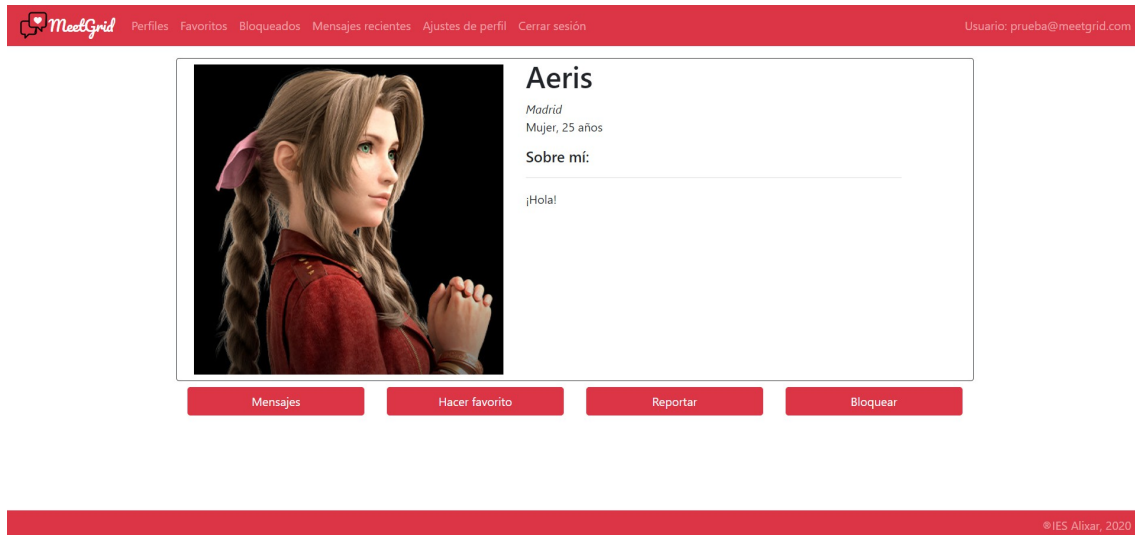 MeetGrid Perfiles Favoritos Bloqueados Mensajes recientes Ajustes de perfil Cerrar sesión Usuario: prueba@meetgrid.com
Aeris
Madrid
Mujer, 25 años
Sobre mí:
¡Hola!
Mensajes Hacer favorito Reportar Bloquear
®IES Alixar, 2020